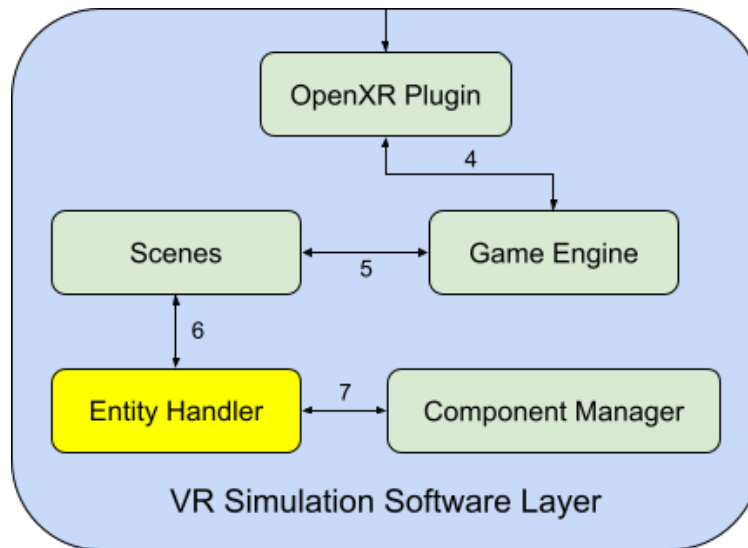 OpenXR Plugin
4
Scenes
5
Game Engine
6
Entity Handler
7
Component Manager
VR Simulation Software Layer